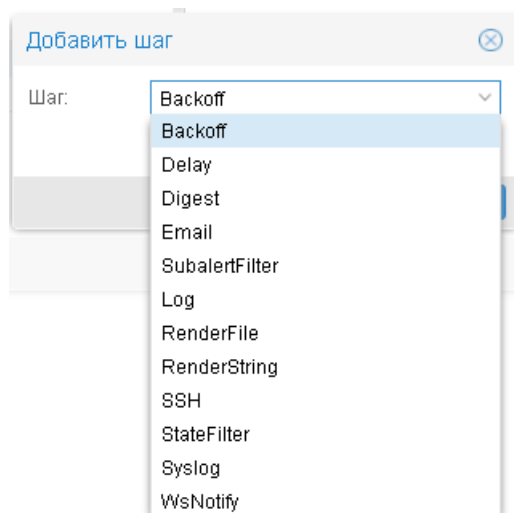 Добавить шаг
Шаг: Backoff
Backoff
Delay
Digest
Email
SubalertFilter
Log
RenderFile
RenderString
SSH
StateFilter
Syslog
WsNotify